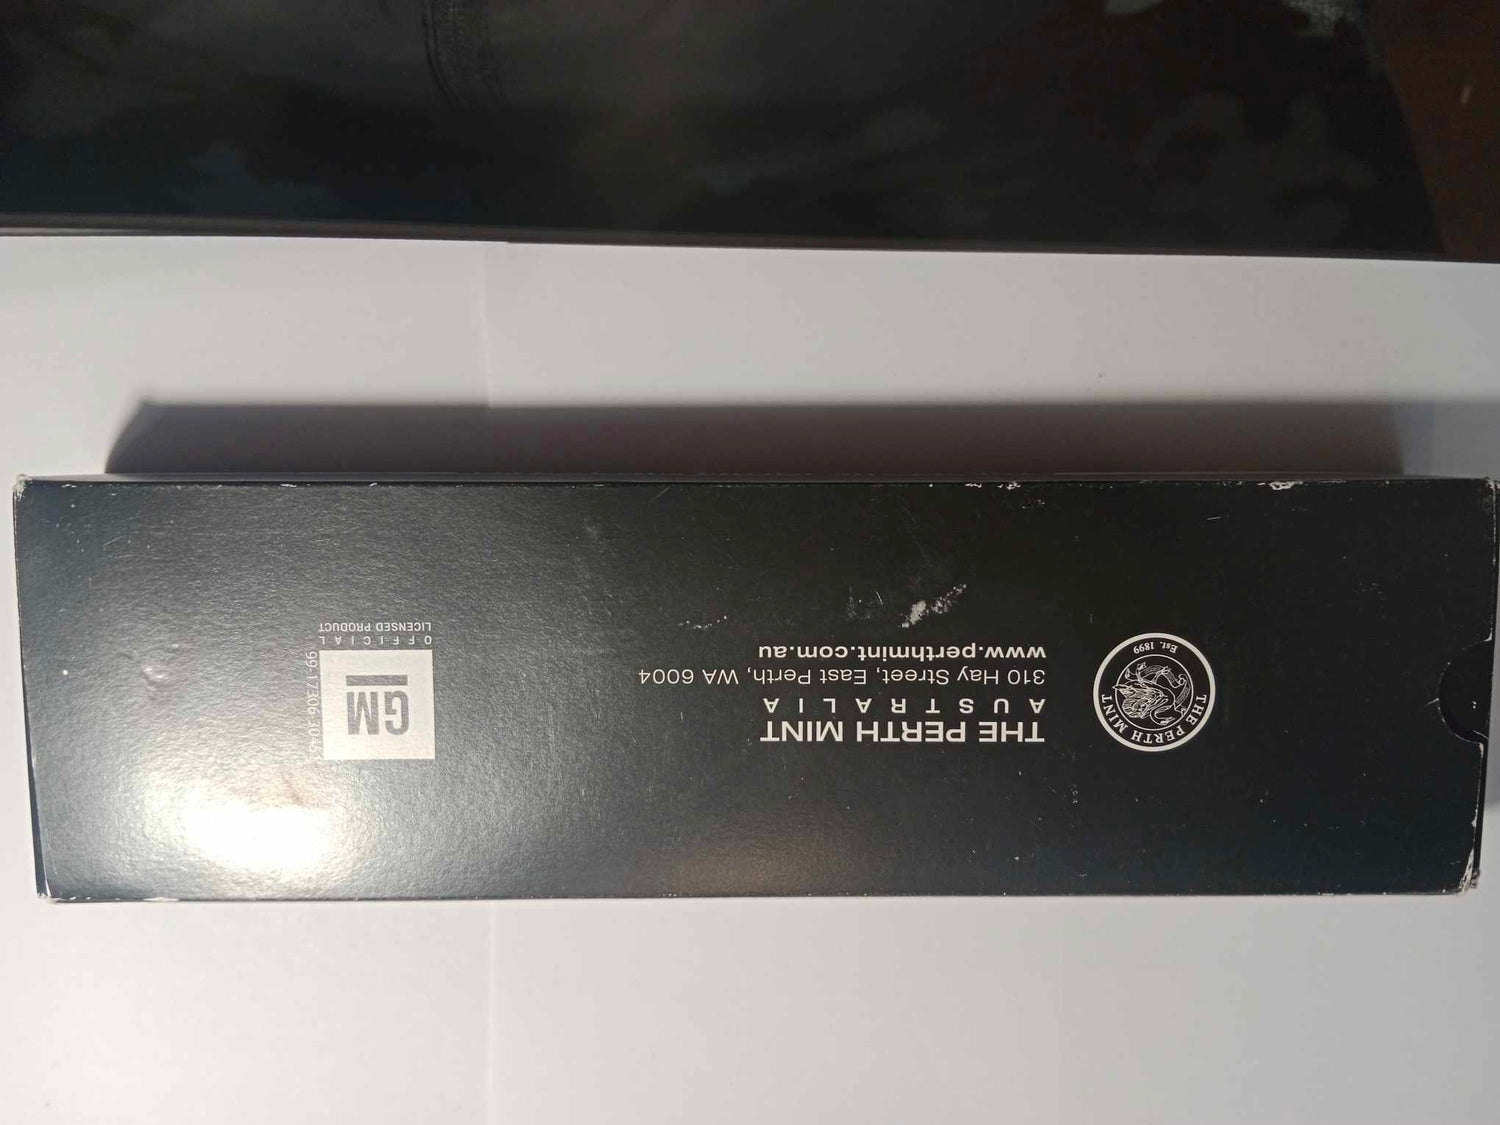 THE PERTH MINT
Est. 1899
THE PERTH MINT
AUSTRALIA
310 Hay Street, East Perth, WA 6004
www.perthmint.com.au
GM
OFFICIAL
LICENSED PRODUCT